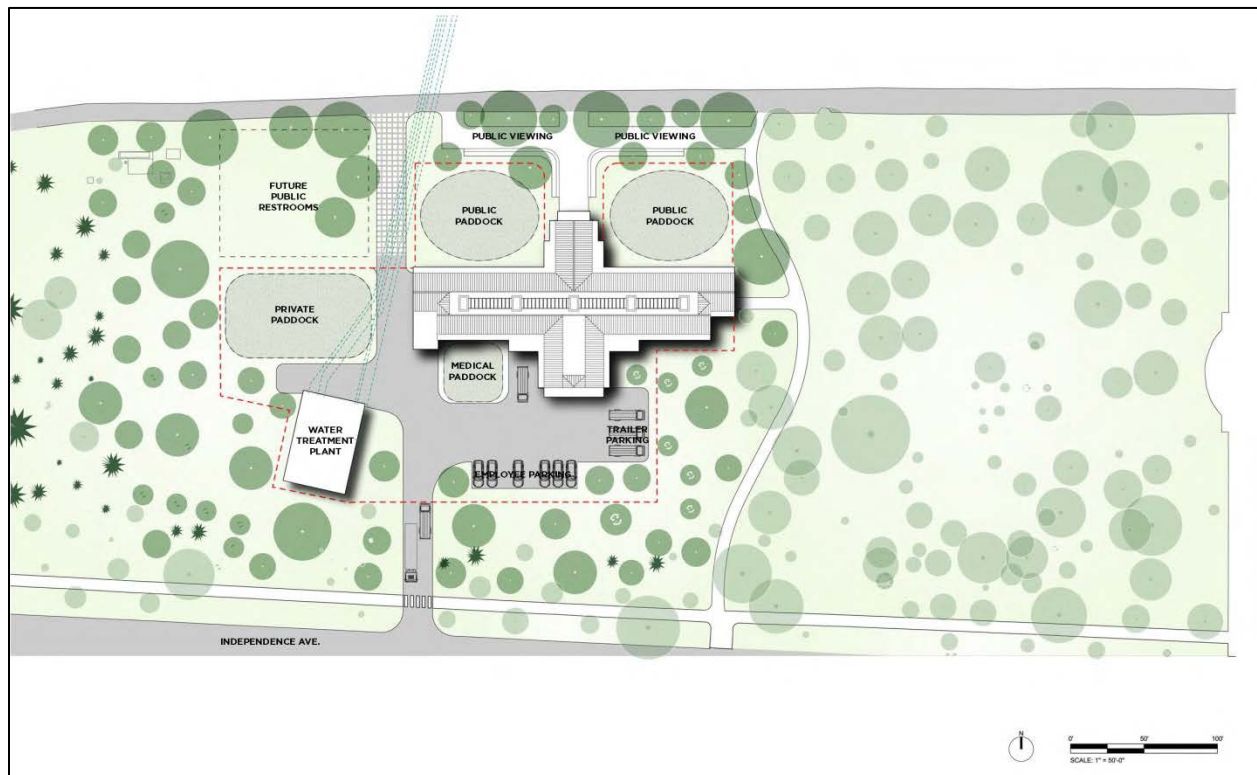 PUBLIC VIEWING
PUBLIC VIEWING
FUTURE
PUBLIC
RESTROOMS
PUBLIC
PADDOCK
PUBLIC
PADDOCK
PRIVATE
PADDOCK
MEDICAL
PADDOCK
WATER
TREATMENT
PLANT
TRAILER
PARKING
EMPLOYEE PARKING
INDEPENDENCE AVE.
N
0'
50'
100'
SCALE: 1" = 50'-0"